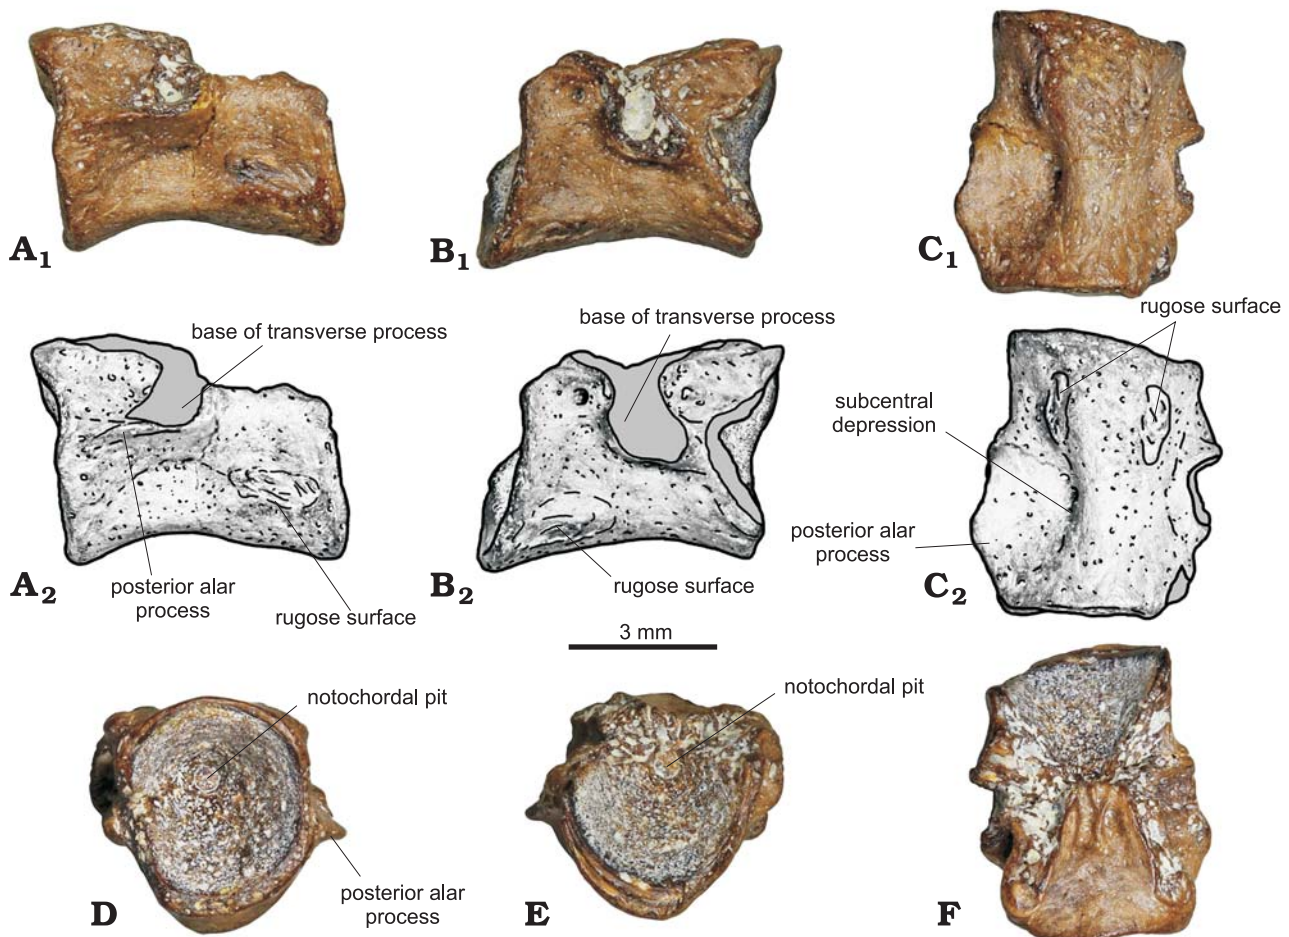 A1
B1
C1
base of transverse process
base of transverse process
rugose surface
subcentral
depression
posterior alar
process
A2
posterior alar
process
rugose surface
B2
rugose surface
C2
3 mm
notochordal pit
notochordal pit
D
posterior alar
process
E
F